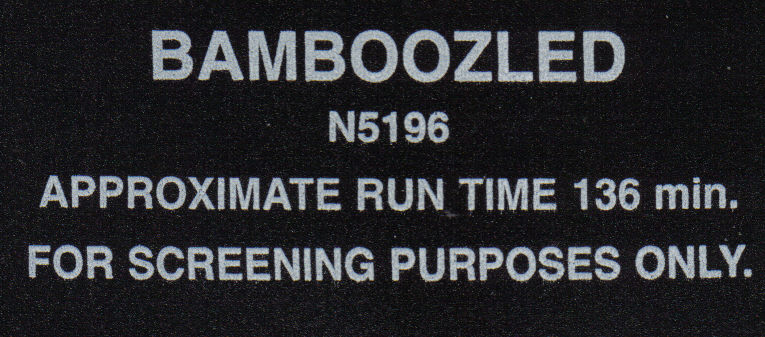 BAMBOOZLED
N5196
APPROXIMATE RUN TIME 136 min.
FOR SCREENING PURPOSES ONLY.